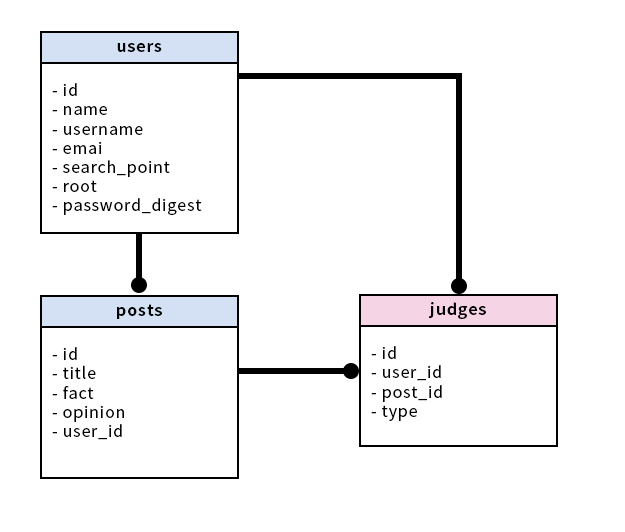 users
- id
- name
- username
- emai
- search_point
- root
- password_digest
posts
- id
- title
- fact
- opinion
- user_id
judges
- id
- user_id
- post_id
- type